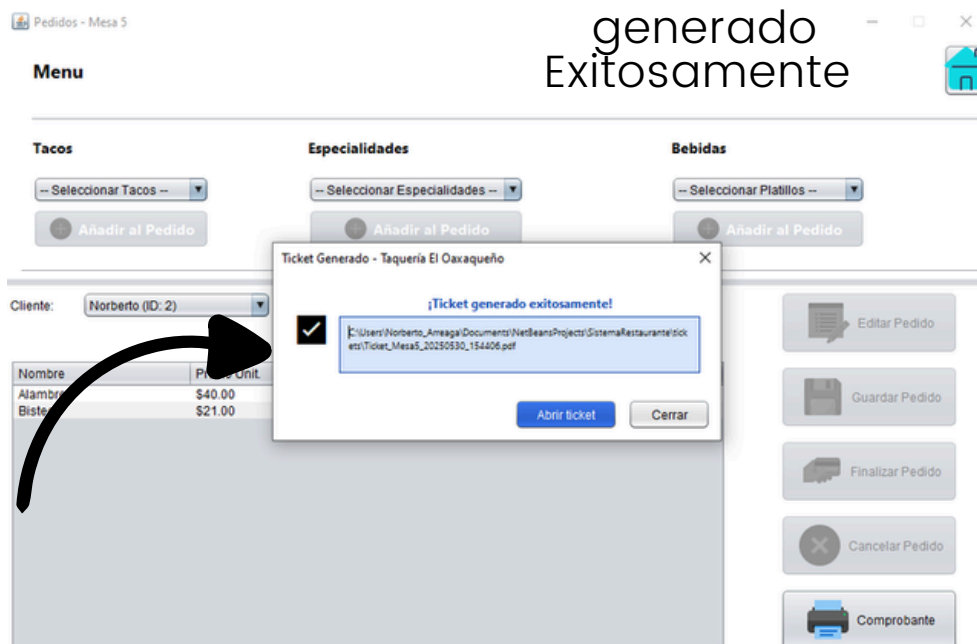 Pedidos - Mesa 5
generado
Exitosamente
Menu
Tacos
Especialidades
Bebidas
-- Seleccionar Tacos --
-- Seleccionar Especialidades --
-- Seleccionar Platillos --
Añadir al Pedido
Añadir al Pedido
Añadir al Pedido
Ticket Generado - Taquería El Oaxaqueño
Cliente:
Norberto (ID: 2)
¡Ticket generado exitosamente!
C:\Users\Norberto_Arreaga\Documents\NetBeansProjects\SistemaRestaurante\tick
ets\Ticket_Mesa5_20250530_154406.pdf
Abrir ticket
Cerrar
Nombre
Unit.
Alambre
$40.00
$21.00
Editar Pedido
Guardar Pedido
Finalizar Pedido
Cancelar Pedido
Comprobante